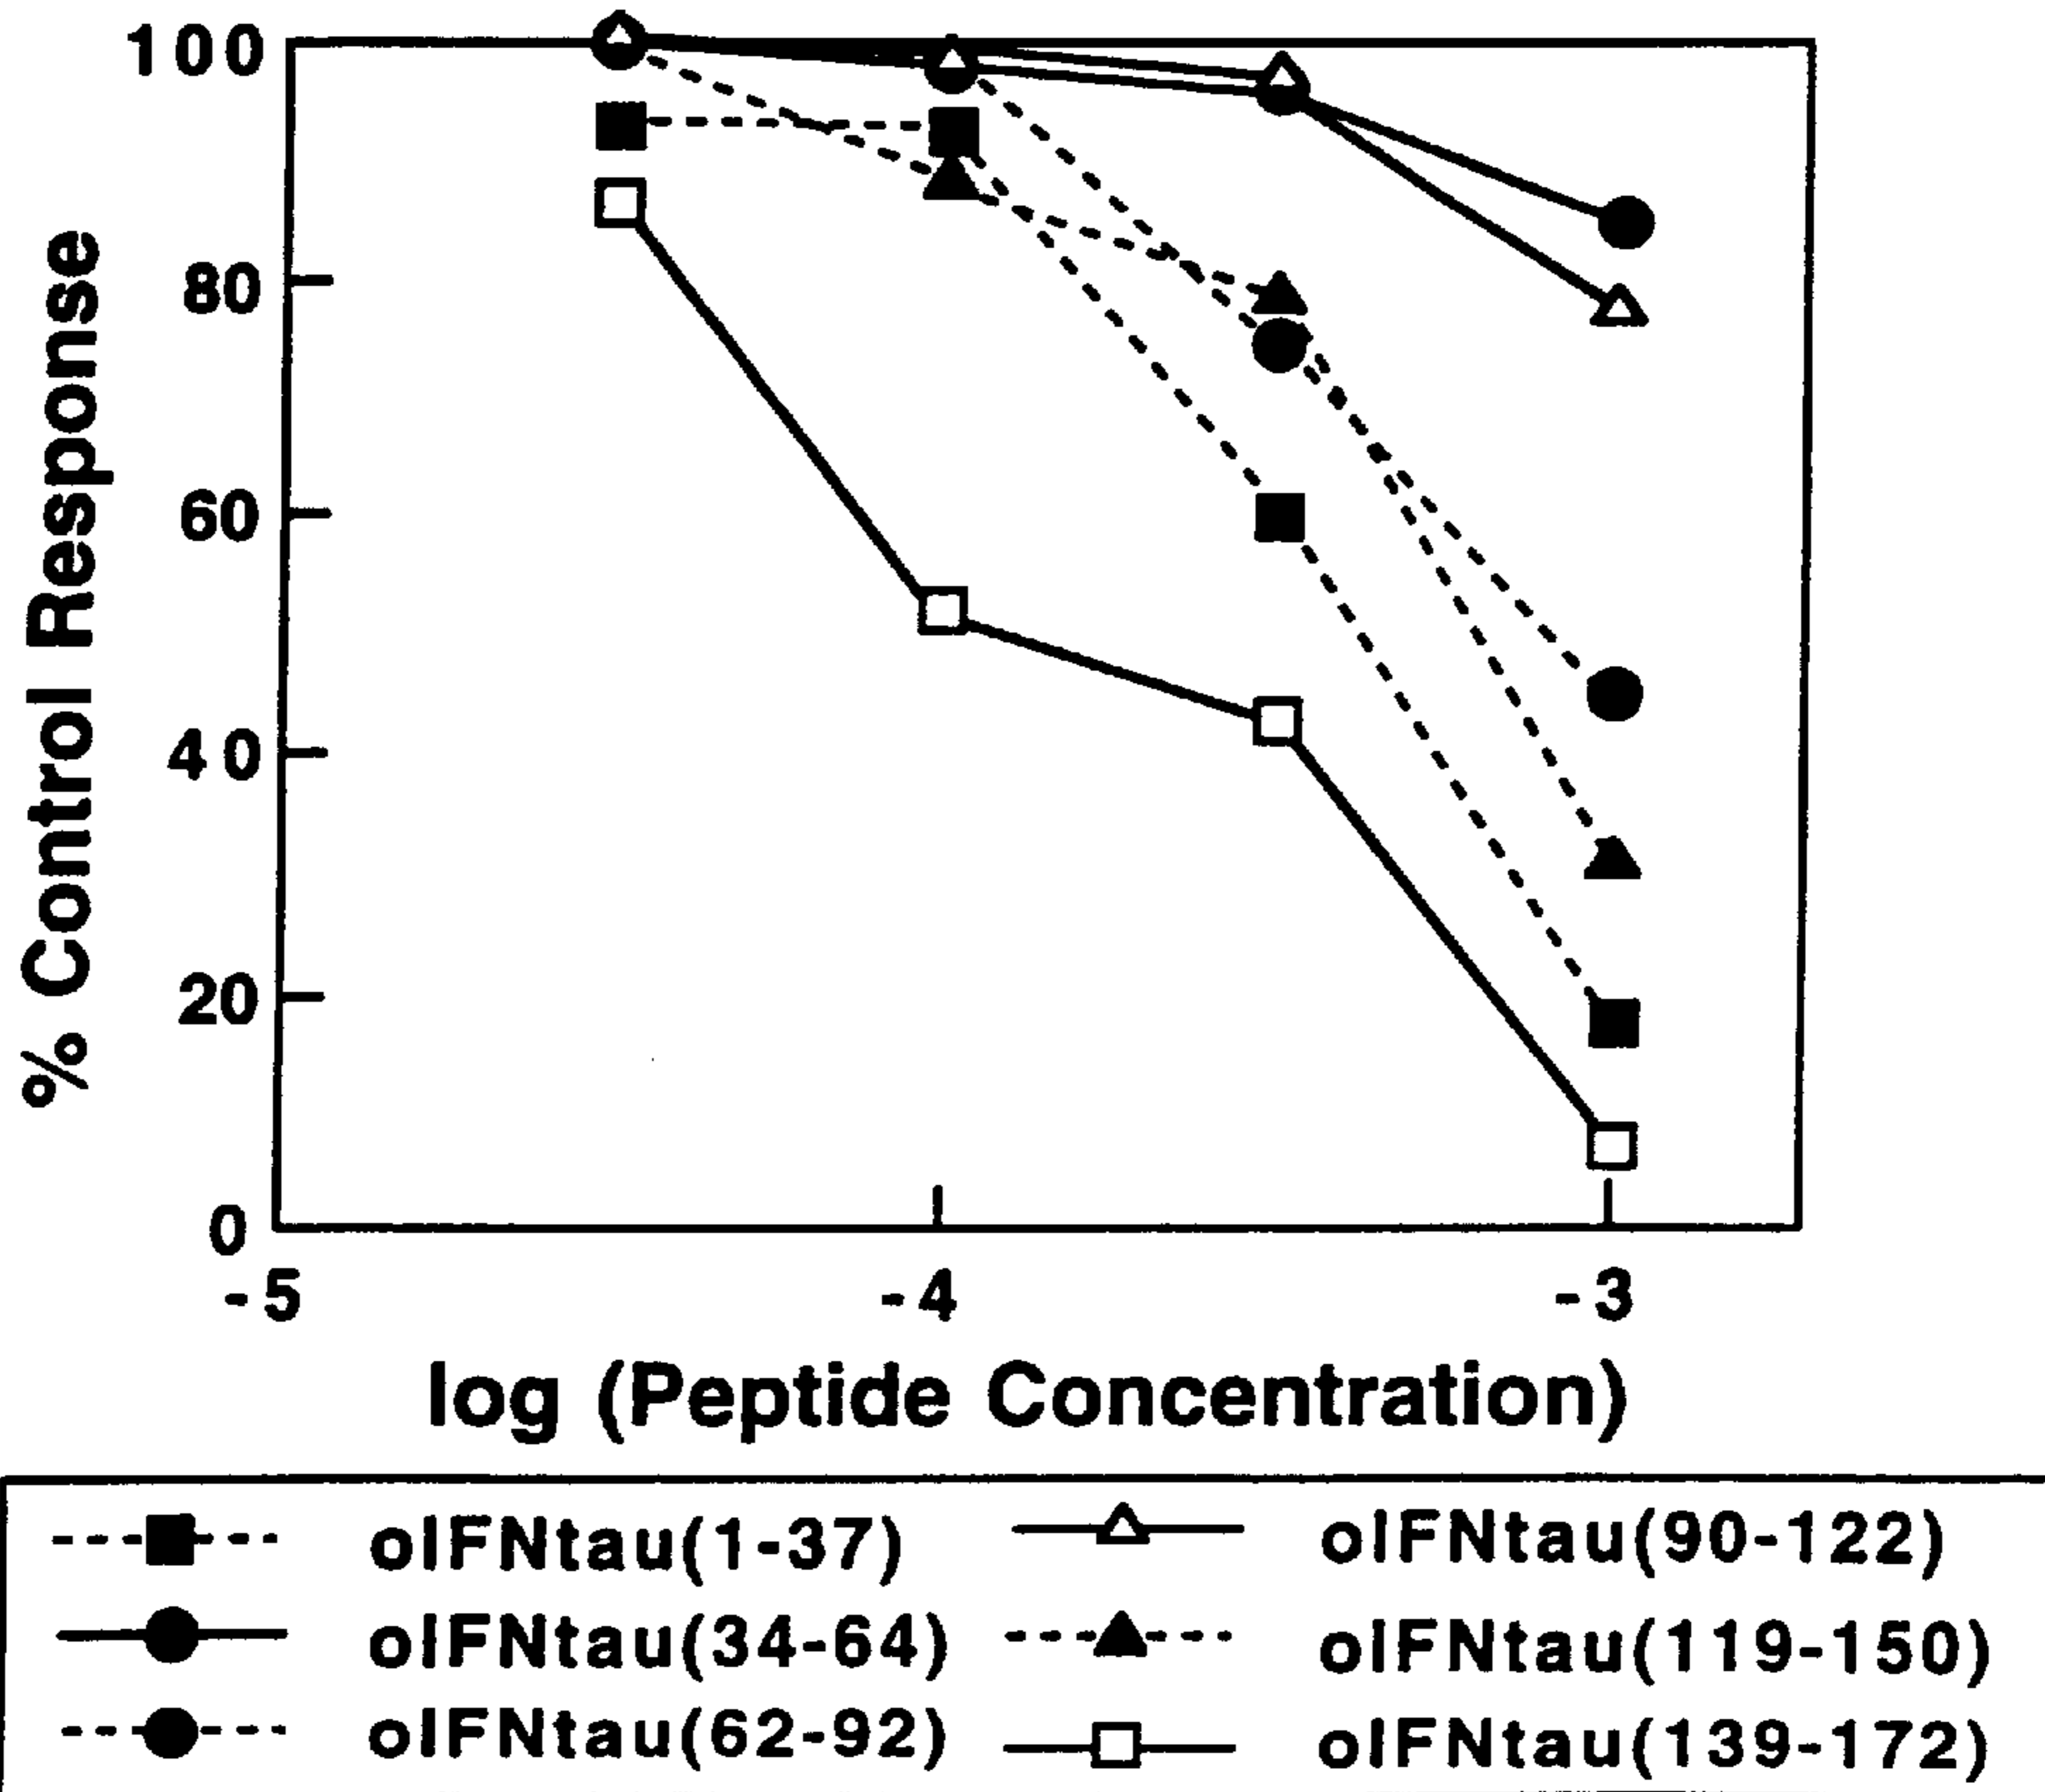 % Control Response
100
80
60
40
20
0
-5 -4 -3
log (Peptide Concentration)
oIFNtau(1-37) oIFNtau(90-122)
oIFNtau(34-64) oIFNtau(119-150)
oIFNtau(62-92) oIFNtau(139-172)